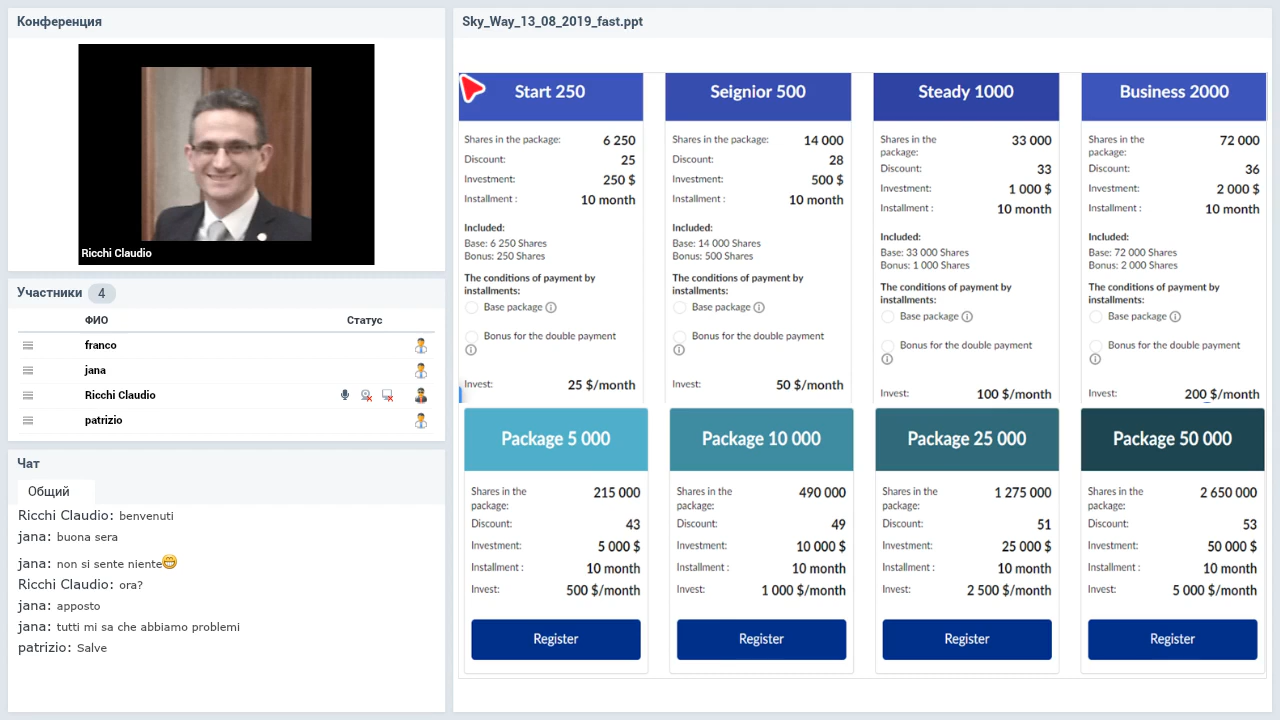 Конференция
Ricchi Claudio
Участники 4
ФИО Статус
franco
jana
Ricchi Claudio
patrizio
Чат
Общий
Ricchi Claudio: benvenuti
jana: buona sera
jana: non si sente niente
Ricchi Claudio: ora?
jana: apposto
jana: tutti mi sa che abbiamo problemi
patrizio: Salve
Sky_Way_13_08_2019_fast.ppt
Start 250
Shares in the package: 6 250
Discount: 25
Investment: 250 $
Installment : 10 month
Included:
Base: 6 250 Shares
Bonus: 250 Shares
The conditions of payment by
installments:
Base package
Bonus for the double payment
Invest: 25 $/month
Seignior 500
Shares in the package: 14 000
Discount: 28
Investment: 500 $
Installment : 10 month
Included:
Base: 14 000 Shares
Bonus: 500 Shares
The conditions of payment by
installments:
Base package
Bonus for the double payment
Invest: 50 $/month
Steady 1000
Shares in the 33 000
package:
Discount: 33
Investment: 1 000 $
Installment : 10 month
Included:
Base: 33 000 Shares
Bonus: 1 000 Shares
The conditions of payment by
installments:
Base package
Bonus for the double payment
Invest: 100 $/month
Business 2000
Shares in the 72 000
package:
Discount: 36
Investment: 2 000 $
Installment : 10 month
Included:
Base: 72 000 Shares
Bonus: 2 000 Shares
The conditions of payment by
installments:
Base package
Bonus for the double payment
Invest: 200 $/month
Package 5 000
Shares in the 215 000
package:
Discount: 43
Investment: 5 000 $
Installment : 10 month
Invest: 500 $/month
Register
Package 10 000
Shares in the 490 000
package:
Discount: 49
Investment: 10 000 $
Installment : 10 month
Invest: 1 000 $/month
Register
Package 25 000
Shares in the 1 275 000
package:
Discount: 51
Investment: 25 000 $
Installment : 10 month
Invest: 2 500 $/month
Register
Package 50 000
Shares in the 2 650 000
package:
Discount: 53
Investment: 50 000 $
Installment : 10 month
Invest: 5 000 $/month
Register